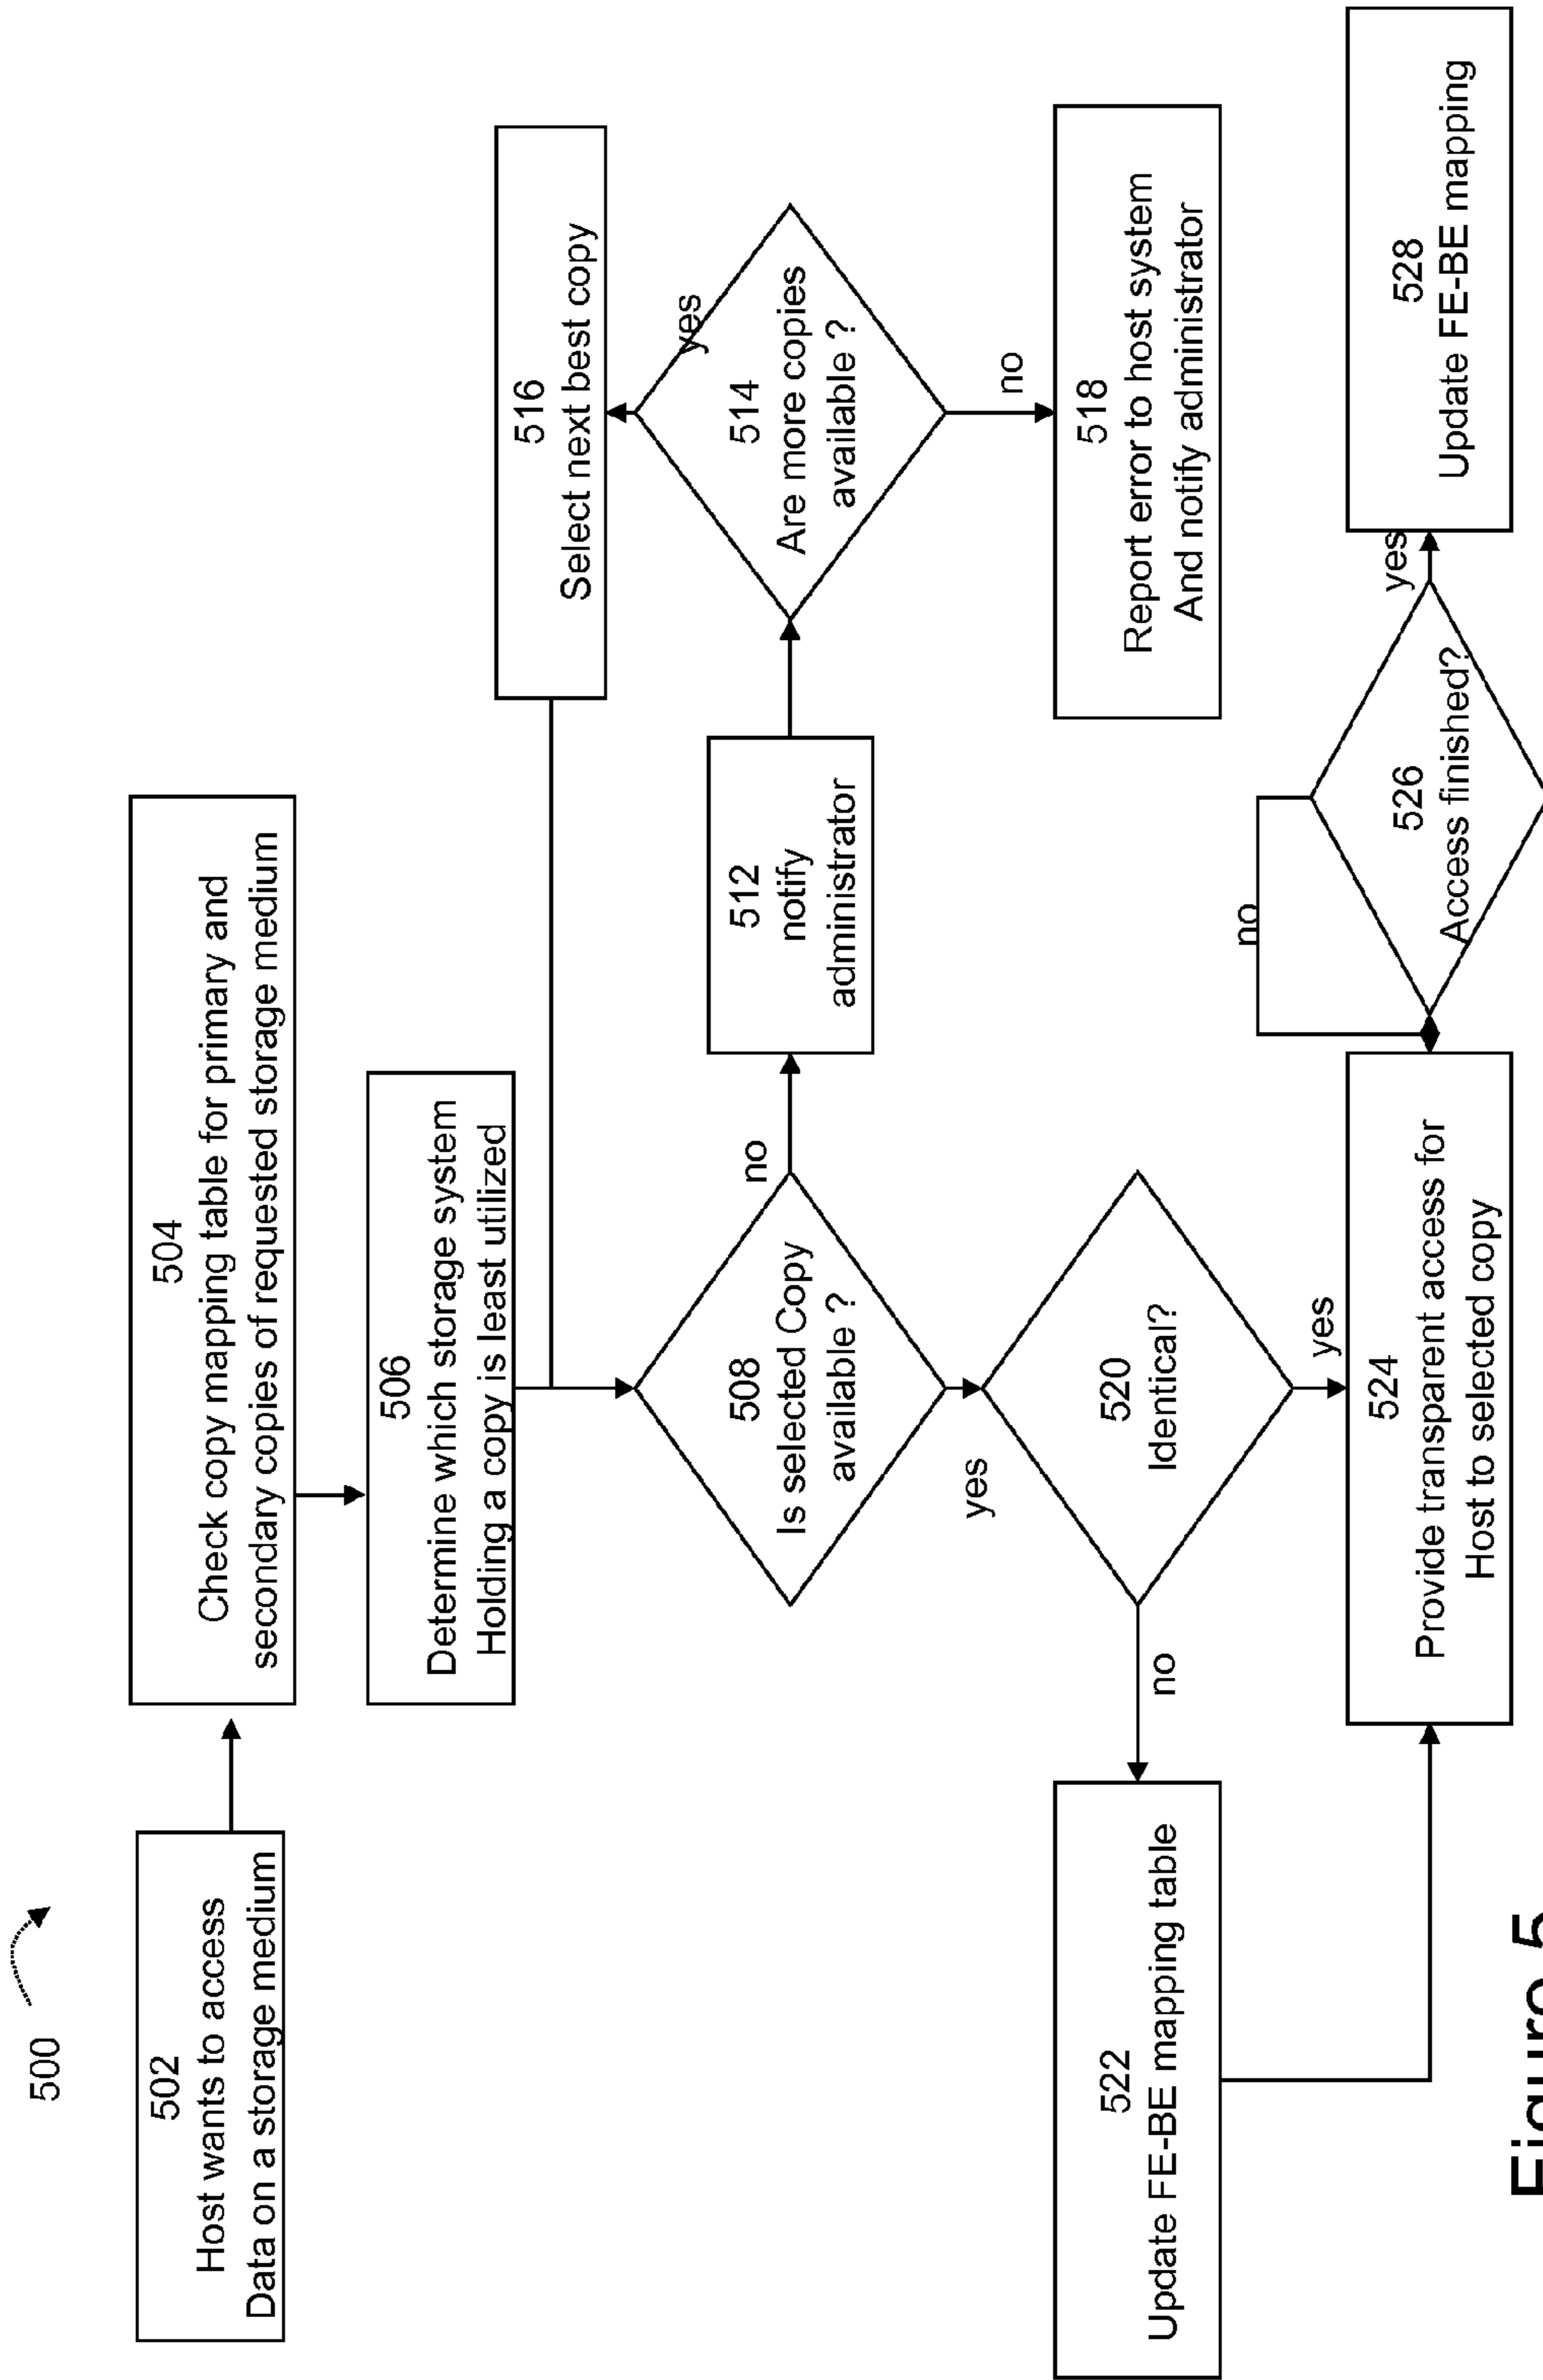 500
502
Host wants to access
Data on a storage medium
504
Check copy mapping table for primary and
secondary copies of requested storage medium
506
Determine which storage system
Holding a copy is least utilized
508
Is selected Copy
available ?
no
512
notify
administrator
514
Are more copies
available ?
yes
516
Select next best copy
no
518
Report error to host system
And notify administrator
yes
520
Identical?
no
522
Update FE-BE mapping table
yes
524
Provide transparent access for
Host to selected copy
no
526
Access finished?
yes
528
Update FE-BE mapping
Figure 5